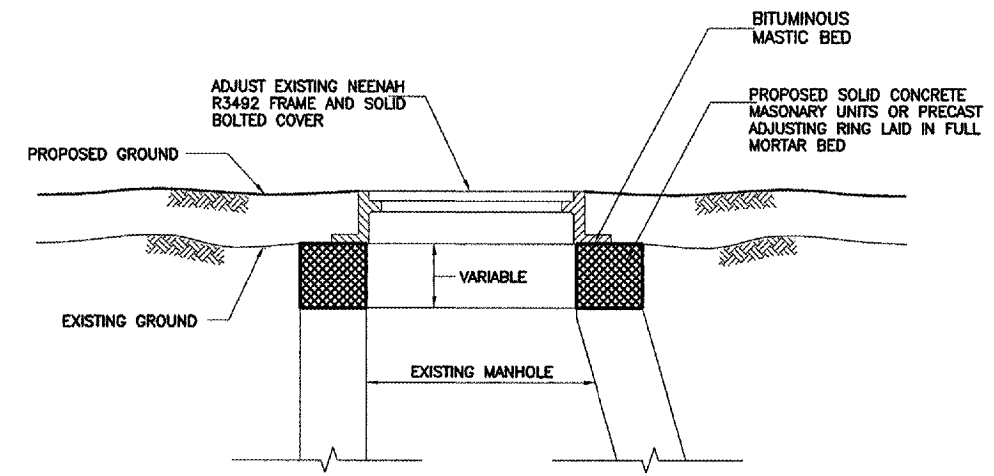 BITUMINOUS
MASTIC BED
ADJUST EXISTING NEENAH
R3492 FRAME AND SOLID
BOLTED COVER
PROPOSED SOLID CONCRETE
MASONARY UNITS OR PRECAST
ADJUSTING RING LAID IN FULL
MORTAR BED
PROPOSED GROUND
VARIABLE
EXISTING GROUND
EXISTING MANHOLE